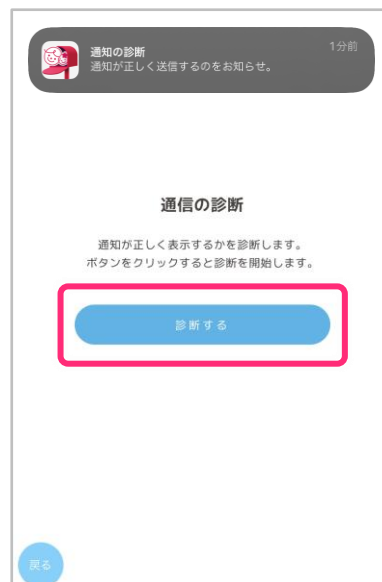 通知の診断
1分前
通知が正しく送信するのをお知らせ。
通信の診断
通知が正しく表示するかを診断します。
ボタンをクリックすると診断を開始します。
診断する
戻る